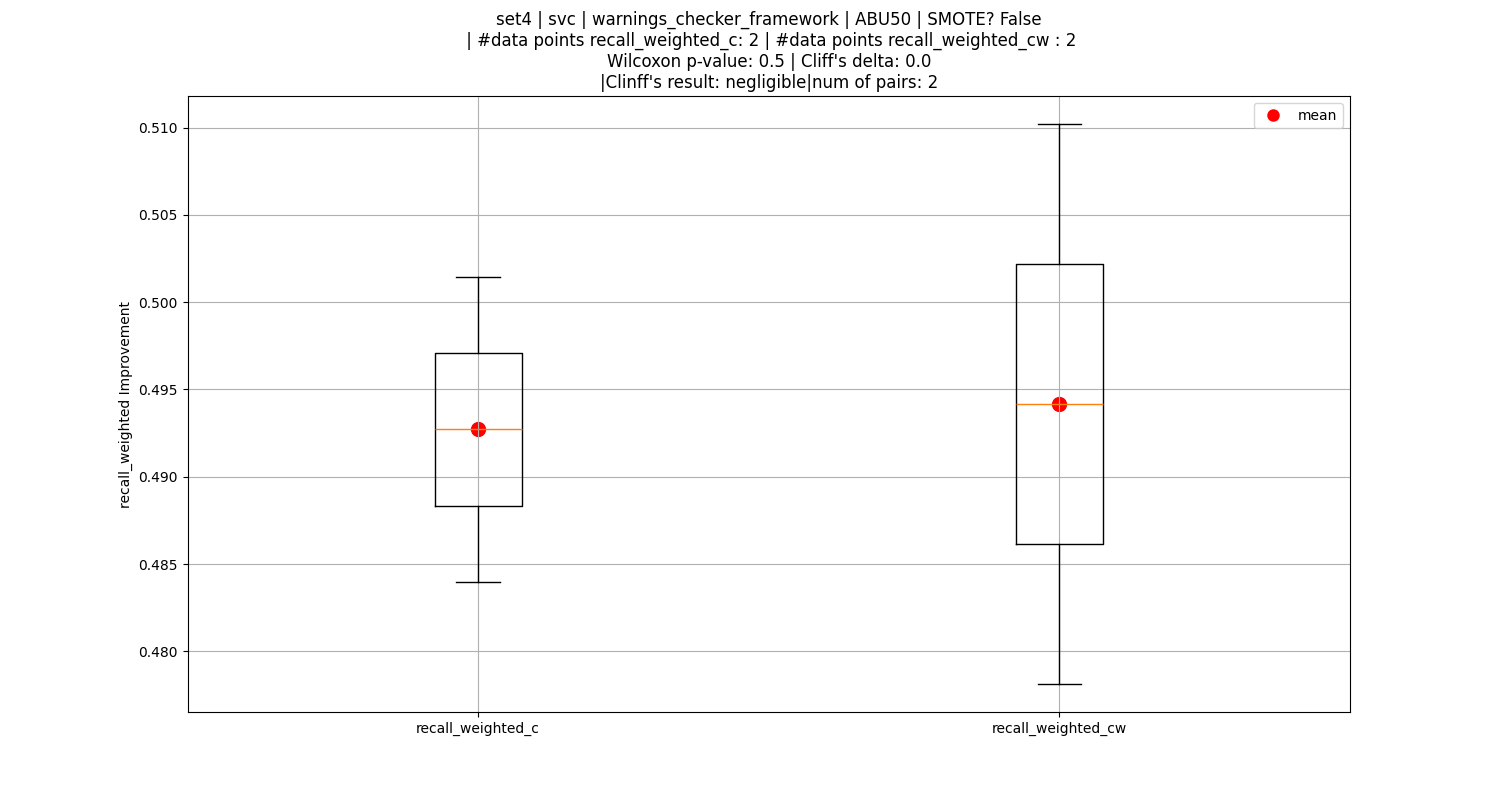 set4 | svc | warnings_checker_framework | ABU50 | SMOTE? False
| #data points recall_weighted_c: 2 | #data points recall_weighted_cw : 2
Wilcoxon p-value: 0.5 | Cliff's delta: 0.0
|Clinff's result: negligible|num of pairs: 2
mean
0.510
0.505
0.500
0.495
0.490
0.485
0.480
recall_weighted Improvement
recall_weighted_c
recall_weighted_cw